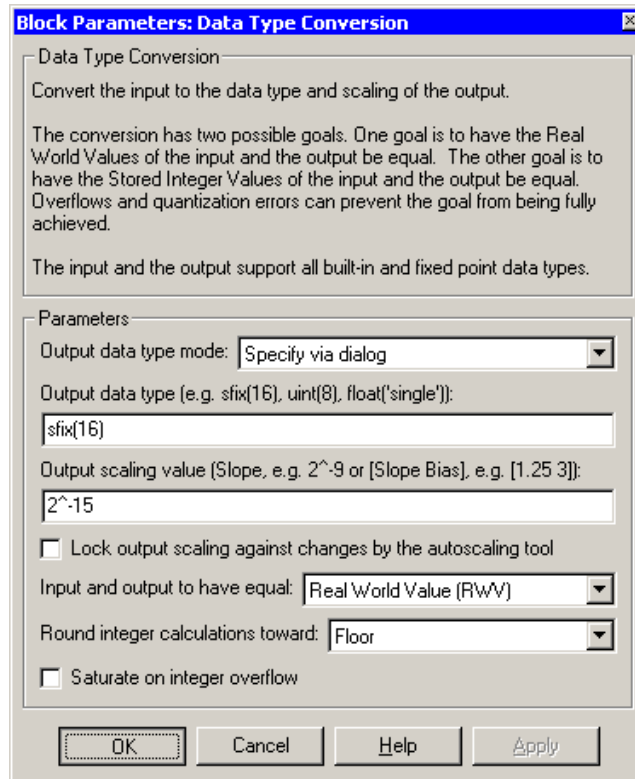 Block Parameters: Data Type Conversion
Data Type Conversion
Convert the input to the data type and scaling of the output.
The conversion has two possible goals. One goal is to have the Real
World Values of the input and the output be equal.  The other goal is to
have the Stored Integer Values of the input and the output be equal.
Overflows and quantization errors can prevent the goal from being fully
achieved.
The input and the output support all built-in and fixed point data types.
Parameters
Output data type mode: Specify via dialog
Output data type (e.g. sfix(16), uint(8), float('single')):
sfix(16)
Output scaling value (Slope, e.g. 2^-9 or [Slope Bias], e.g. [1.25 3]):
2^-15
Lock output scaling against changes by the autoscaling tool
Input and output to have equal: Real World Value (RWV)
Round integer calculations toward: Floor
Saturate on integer overflow
OK Cancel Help Apply